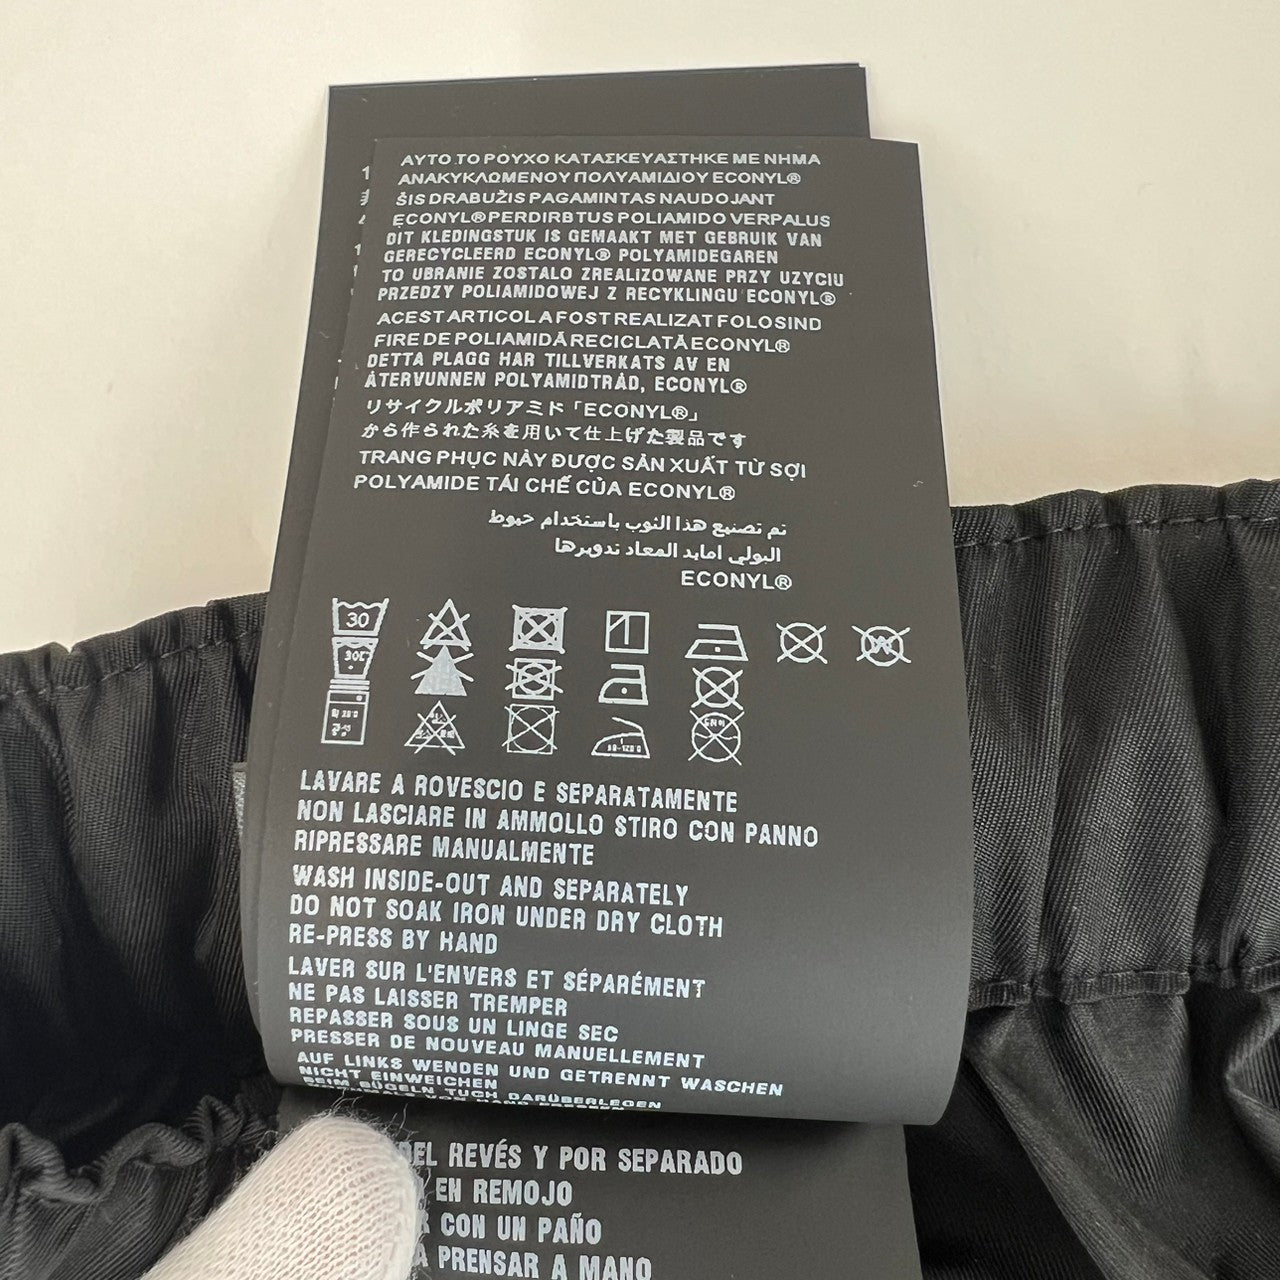 ΑΥΤΟ ΤΟ ΡΟΥΧΟ ΚΑΤΑΣΚΕΥΑΣΤΗΚΕ ΜΕ ΝΗΜΑ
ΑΝΑΚΥΚΛΩΜΕΝΟΥ ΠΟΛΥΑΜΙΔΙΟΥ ECONYL®
ŠIS DRABUŽIS PAGAMINTAS NAUDOJANT
ECONYL® PERDIRBTUS POLIAMIDO VERPALUS
DIT KLEDINGSTUK IS GEMAAKT MET GEBRUIK VAN
GERECYCLEERD ECONYL® POLYAMIDEGAREN
TO UBRANIE ZOSTALO ZREALIZOWANE PRZY UZYCIU
PRZEDZY POLIAMIDOWEJ Z RECYKLINGU ECONYL®
ACEST ARTICOL A FOST REALIZAT FOLOSIND
FIRE DE POLIAMIDĂ RECICLATĂ ECONYL®
DETTA PLAGG HAR TILLVERKATS AV EN
ÅTERVUNNEN POLYAMIDTRÅD, ECONYL®
リサイクルポリアミド「ECONYL®」
から作られた糸を用いて仕上げた製品です
TRANG PHỤC NÀY ĐƯỢC SẢN XUẤT TỪ SỢI
POLYAMIDE TÁI CHẾ CỦA ECONYL®
تم تصنيع هذا الثوب باستخدام خيوط
البولي امايد المعاد تدويرها
ECONYL®
30
30C
W
LAVARE A ROVESCIO E SEPARATAMENTE
NON LASCIARE IN AMMOLLO STIRO CON PANNO
RIPRESSARE MANUALMENTE
WASH INSIDE-OUT AND SEPARATELY
DO NOT SOAK IRON UNDER DRY CLOTH
RE-PRESS BY HAND
LAVER SUR L'ENVERS ET SÉPARÉMENT
NE PAS LAISSER TREMPER
REPASSER SOUS UN LINGE SEC
PRESSER DE NOUVEAU MANUELLEMENT
AUF LINKS WENDEN UND GETRENNT WASCHEN
NICHT EINWEICHEN
BEIM BÜGELN TUCH DARÜBERLEGEN
REVÉS Y POR SEPARADO
EN REMOJO
CON UN PAÑO
PRENSAR A MANO